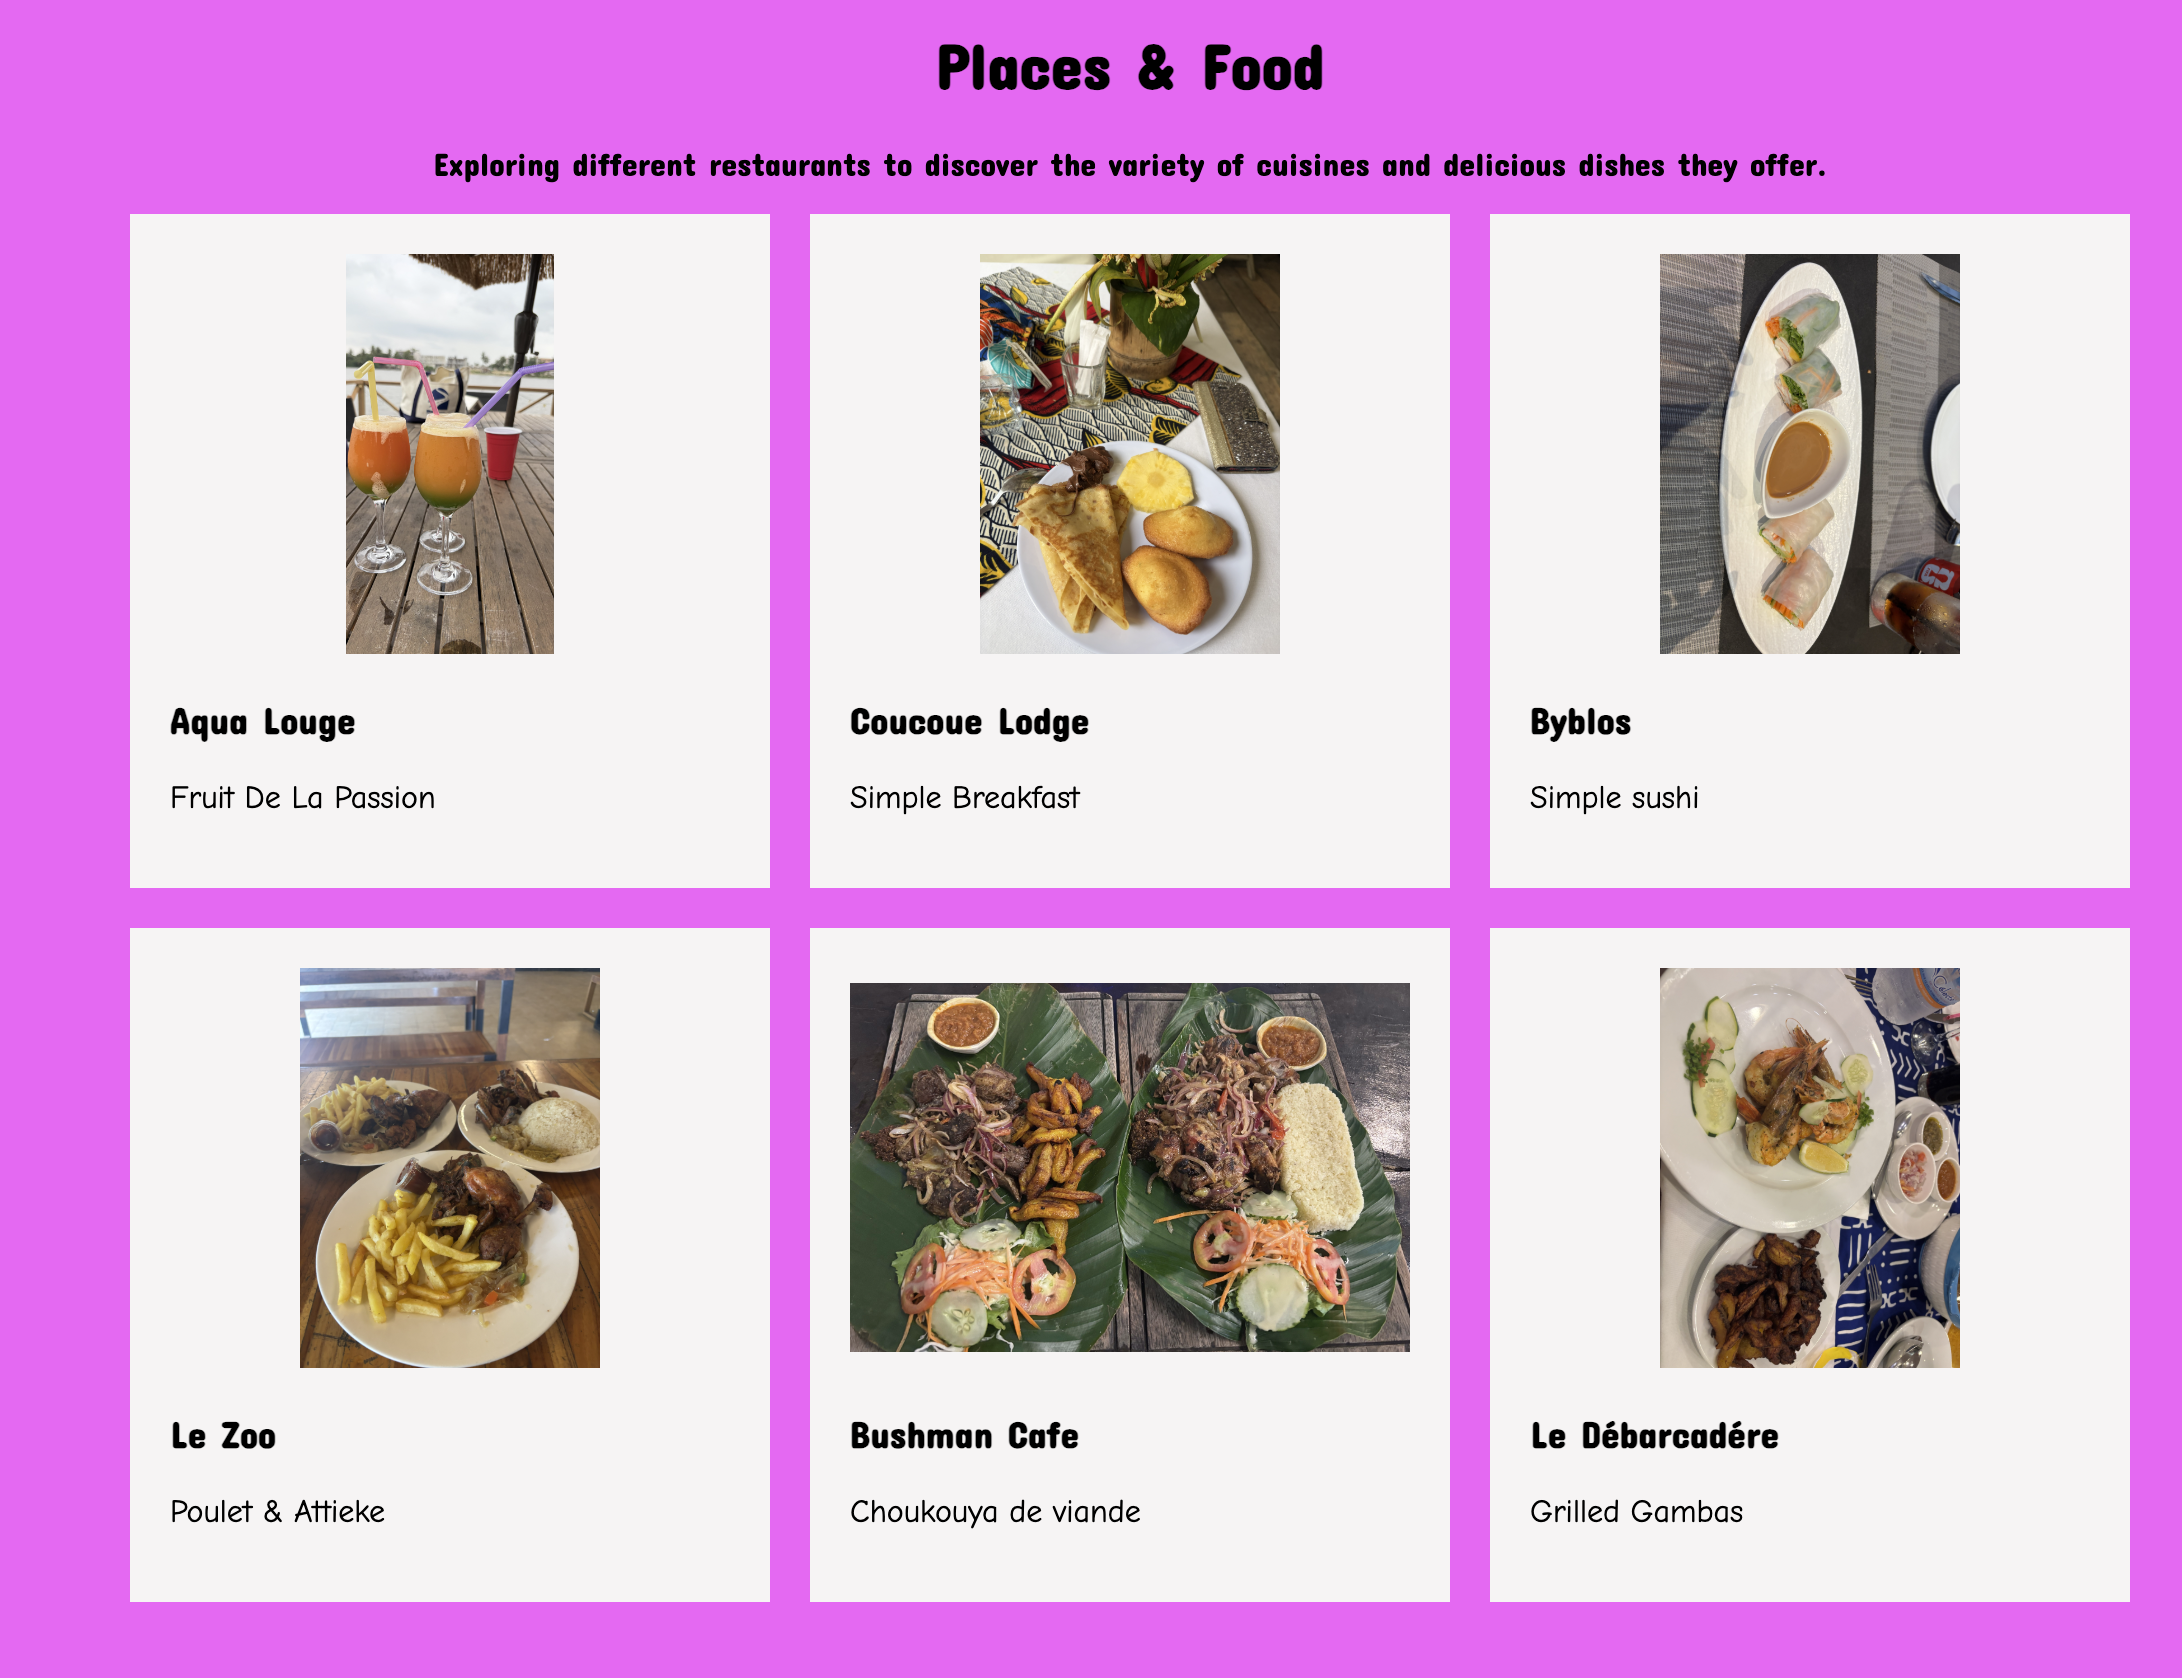 Places & Food
Exploring different restaurants to discover the variety of cuisines and delicious dishes they offer.
Aqua Louge
Fruit De La Passion
Coucoue Lodge
Simple Breakfast
Byblos
Simple sushi
Le Zoo
Poulet & Attieke
Bushman Cafe
Choukouya de viande
Le Débarcadére
Grilled Gambas